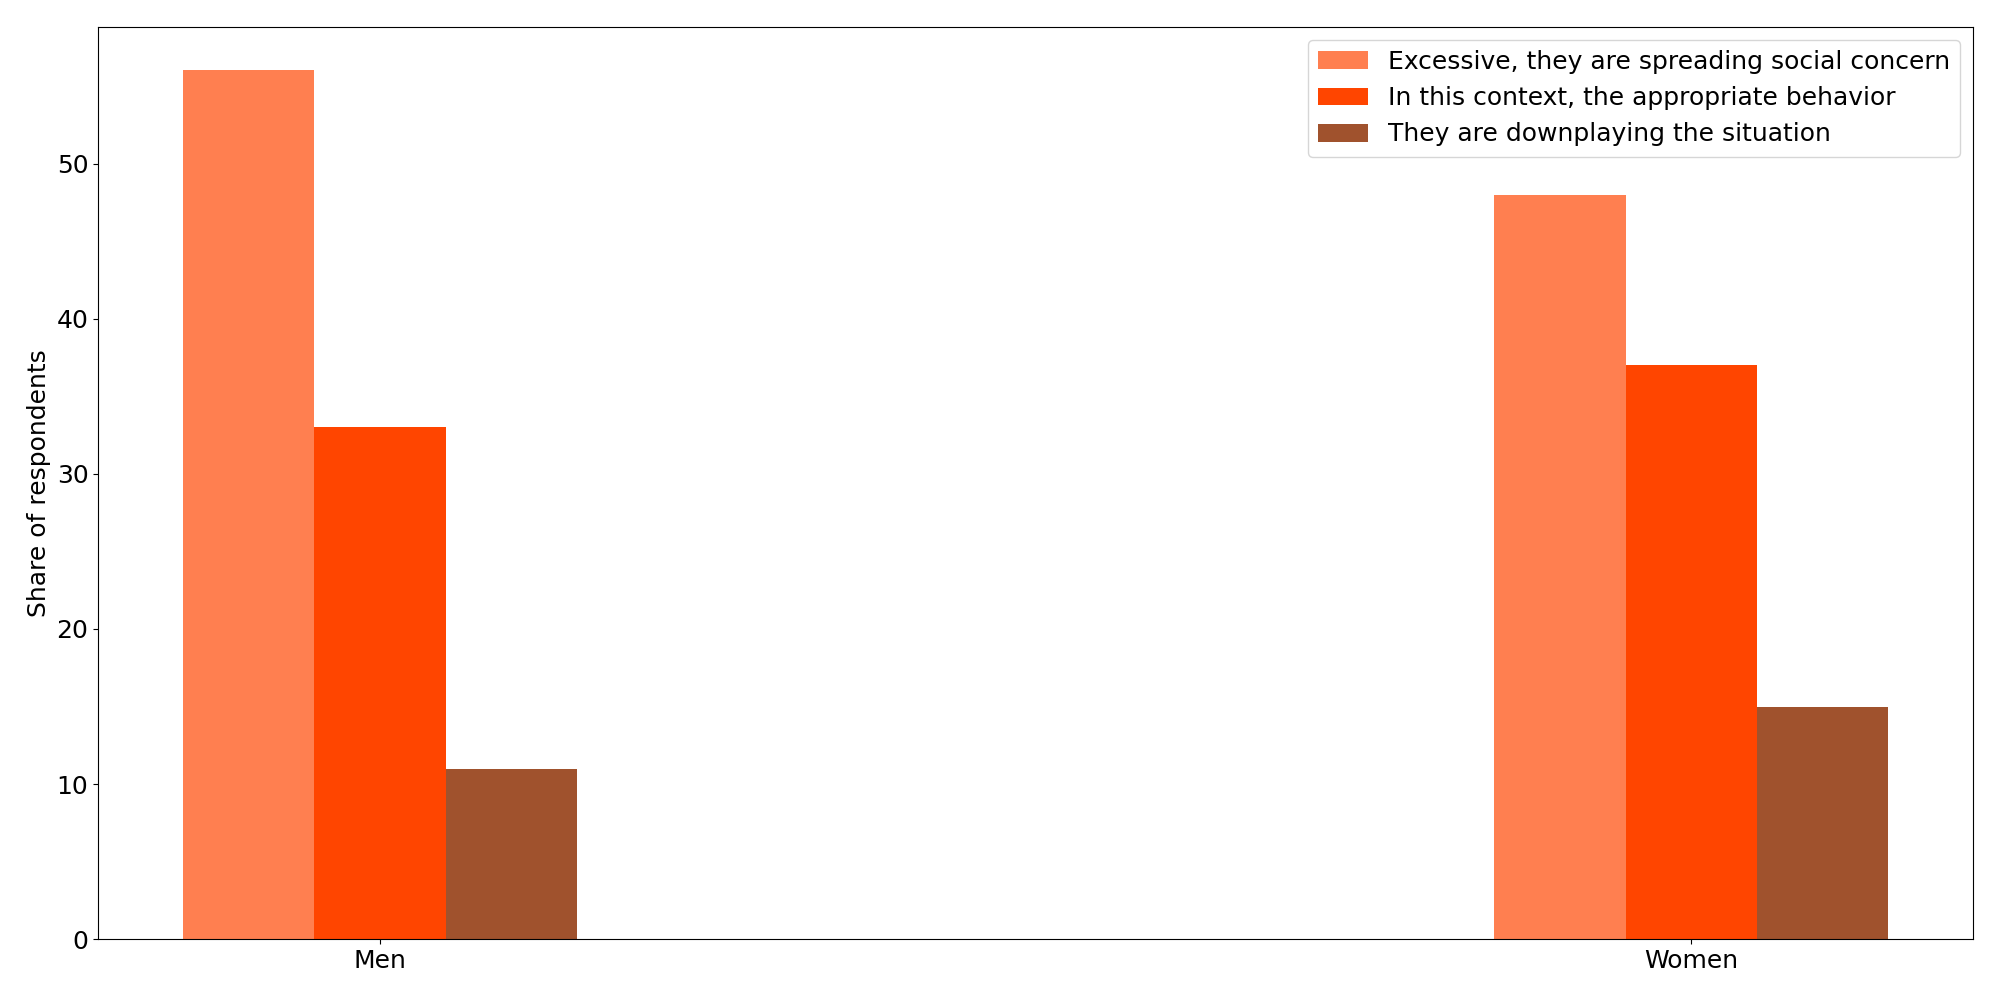 Excessive, they are spreading social concern
In this context, the appropriate behavior
They are downplaying the situation
Share of respondents
50
40
30
20
10
0
Men
Women